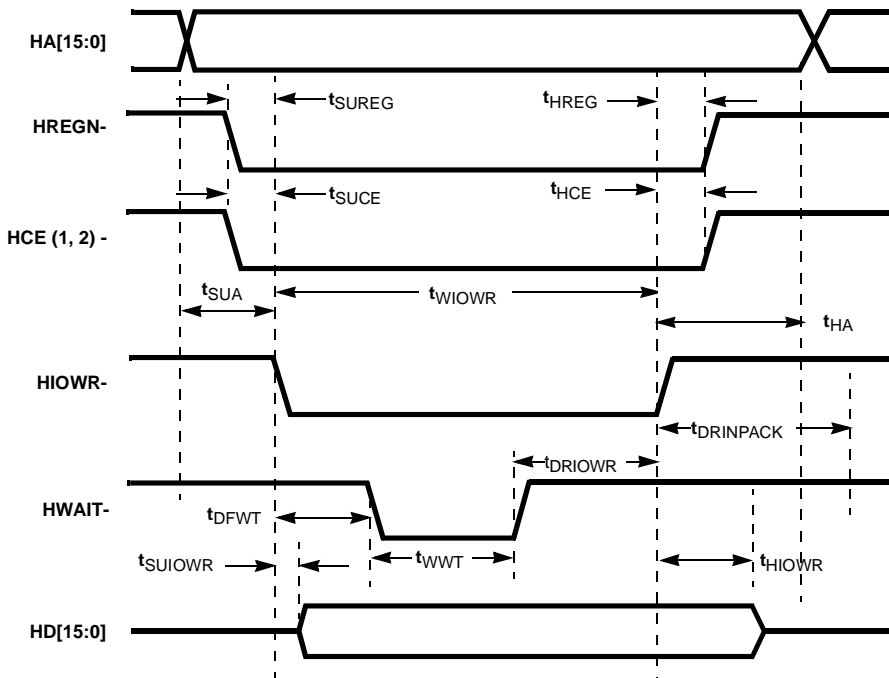 HA[15:0]
tSUREG
tHREG
HREGN-
tSUCE
tHCE
HCE (1, 2) -
tSUA
tWIOWR
tHA
HIOWR-
tDRINPACK
tDRIOWR
HWAIT-
tDFWT
tSUIOWR
tWWT
tHIOWR
HD[15:0]